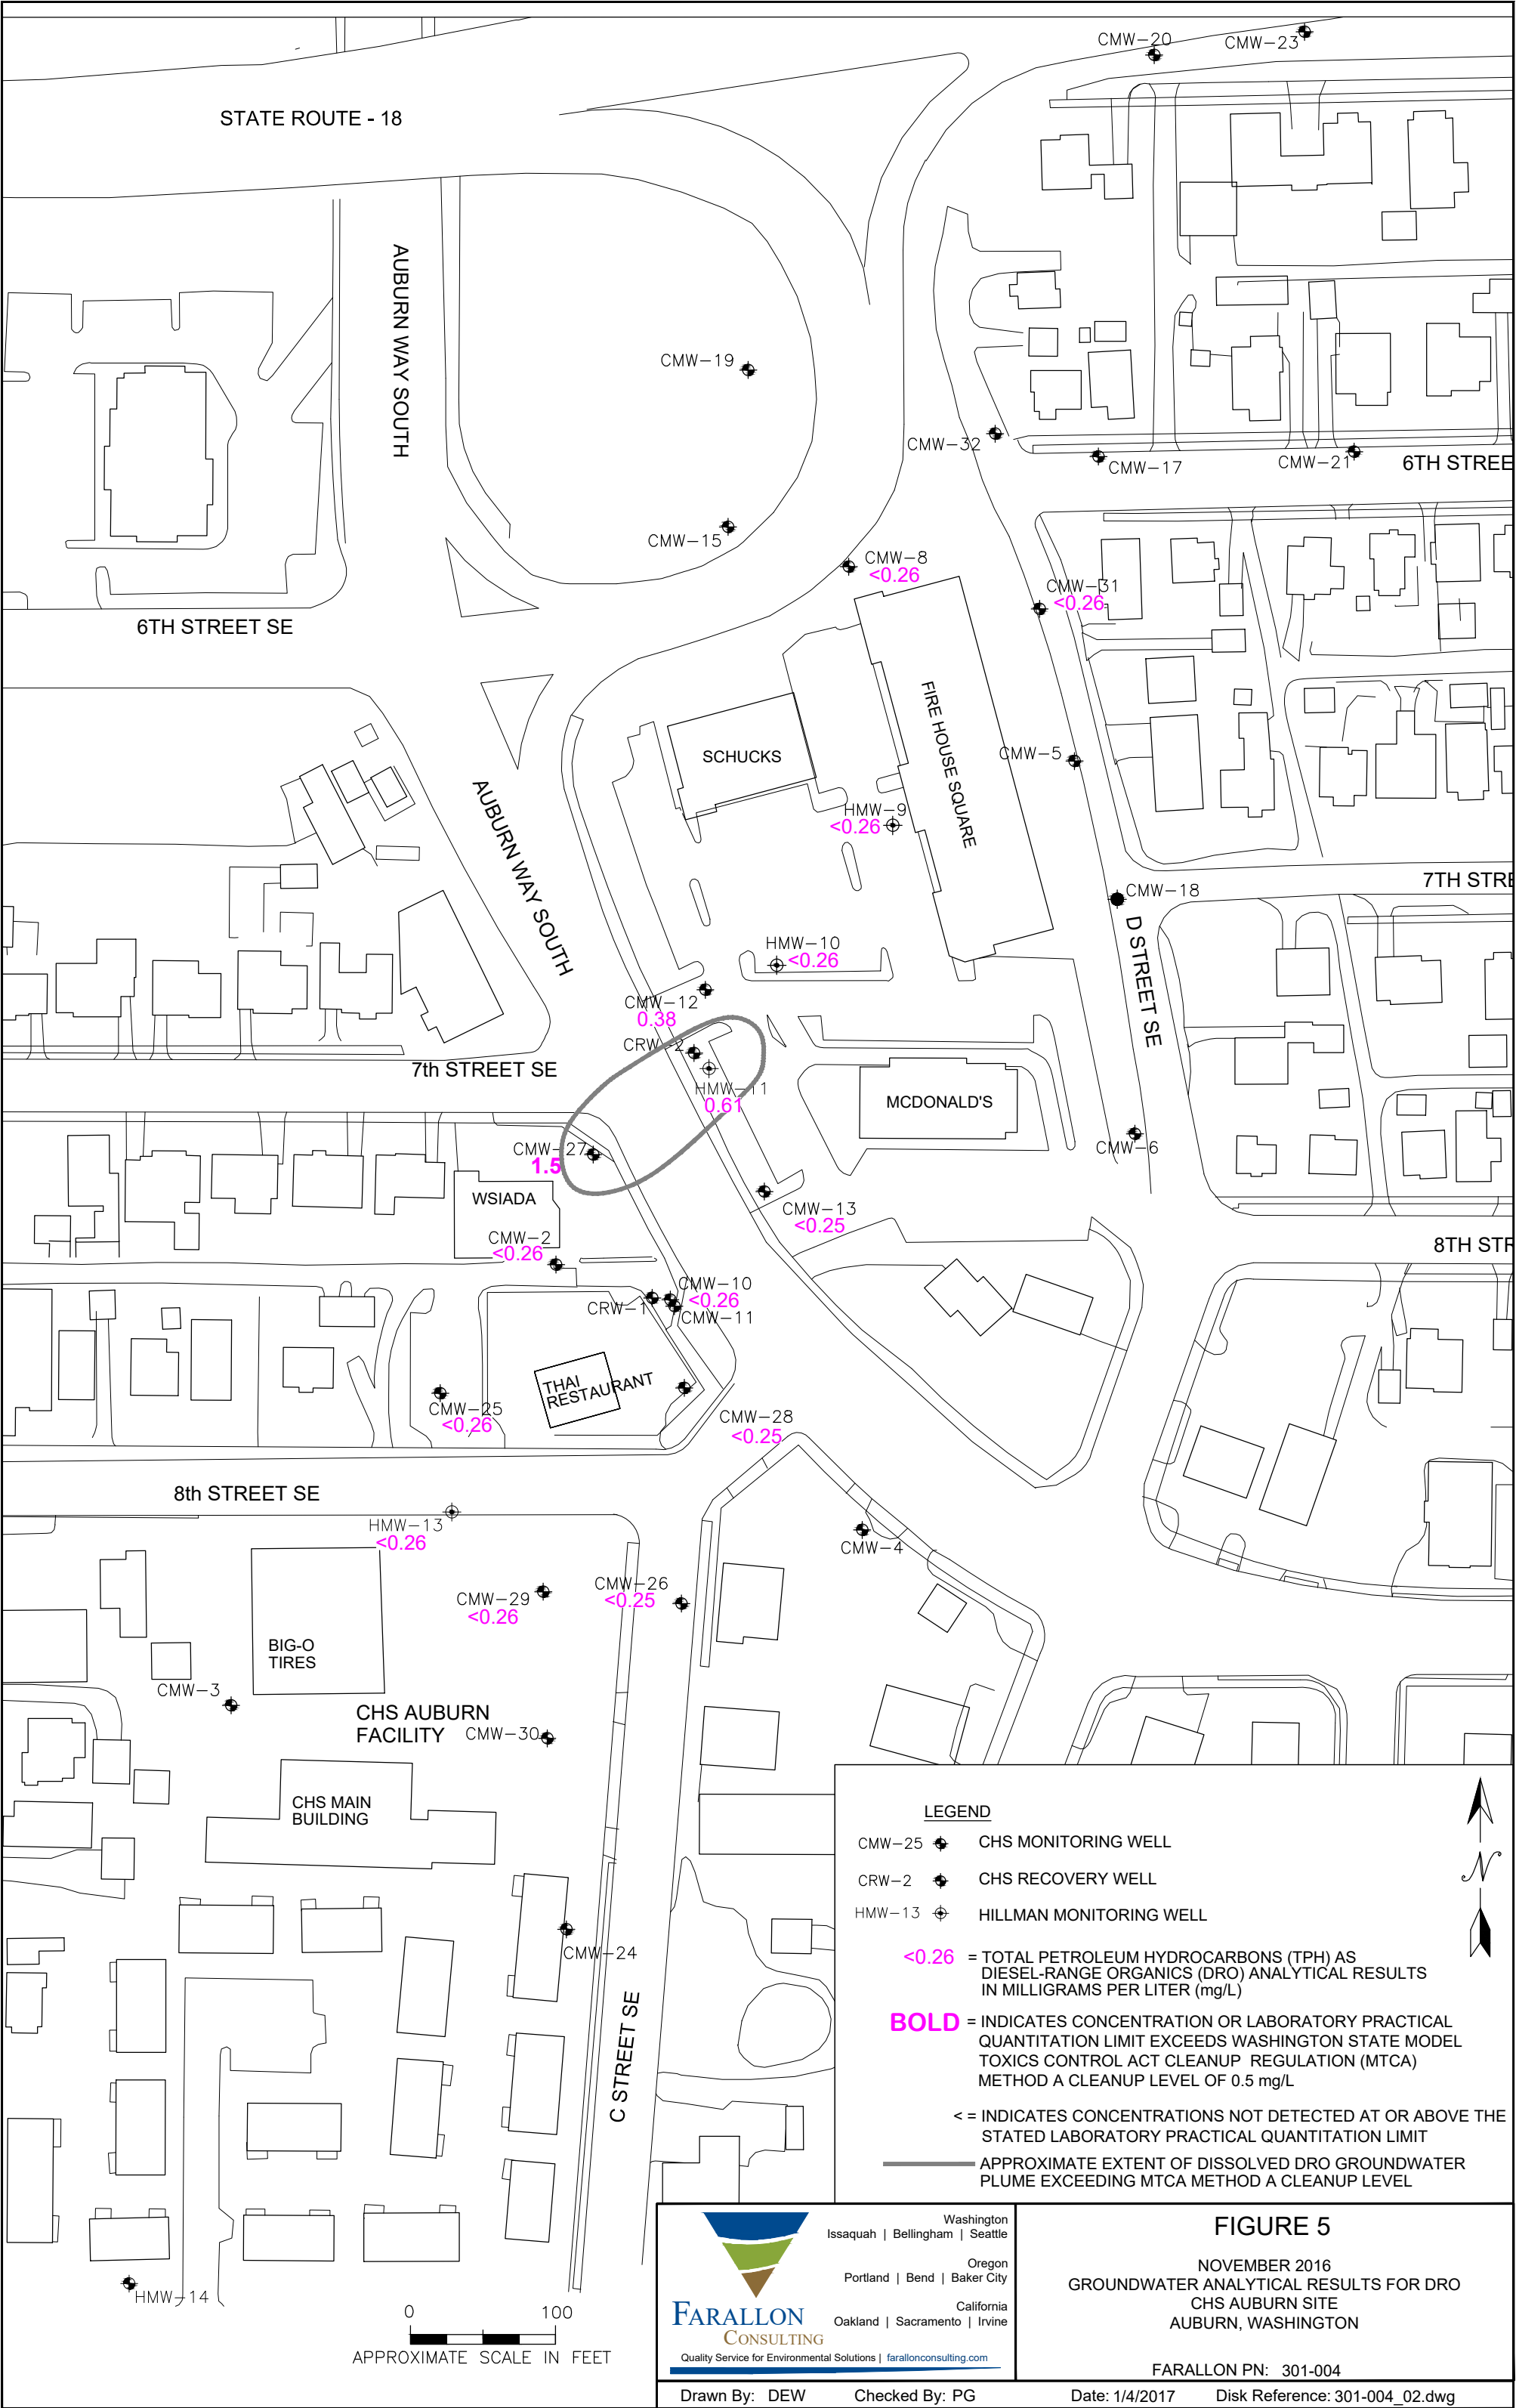 CMW-20
CMW-23
STATE ROUTE - 18
AUBURN WAY SOUTH
CMW-19
CMW-32
CMW-17
CMW-21
6TH STREE
CMW-15
CMW-8
<0.26
CMW-31
<0.26
6TH STREET SE
SCHUCKS
FIRE HOUSE SQUARE
CMW-5
AUBURN WAY SOUTH
HMW-9
<0.26
7TH STRE
CMW-18
D STREET SE
HMW-10
<0.26
CMW-12
0.38
CRW-2
7th STREET SE
HMW-11
0.61
MCDONALD'S
CMW-27
1.5
CMW-6
WSIADA
CMW-13
<0.25
CMW-2
<0.26
8TH STR
CMW-10
<0.26
CRW-1
CMW-11
THAI
RESTAURANT
CMW-25
<0.26
CMW-28
<0.25
8th STREET SE
HMW-13
<0.26
CMW-4
CMW-29
<0.26
CMW-26
<0.25
BIG-O
TIRES
CMW-3
CHS AUBURN
FACILITY
CMW-30
CHS MAIN
BUILDING
CMW-24
C STREET SE
HMW-14
0 100
APPROXIMATE SCALE IN FEET
LEGEND
CMW-25 CHS MONITORING WELL
CRW-2 CHS RECOVERY WELL
HMW-13 HILLMAN MONITORING WELL
N
<0.26 = TOTAL PETROLEUM HYDROCARBONS (TPH) AS
DIESEL-RANGE ORGANICS (DRO) ANALYTICAL RESULTS
IN MILLIGRAMS PER LITER (mg/L)
BOLD = INDICATES CONCENTRATION OR LABORATORY PRACTICAL
QUANTITATION LIMIT EXCEEDS WASHINGTON STATE MODEL
TOXICS CONTROL ACT CLEANUP REGULATION (MTCA)
METHOD A CLEANUP LEVEL OF 0.5 mg/L
< = INDICATES CONCENTRATIONS NOT DETECTED AT OR ABOVE THE
STATED LABORATORY PRACTICAL QUANTITATION LIMIT
APPROXIMATE EXTENT OF DISSOLVED DRO GROUNDWATER
PLUME EXCEEDING MTCA METHOD A CLEANUP LEVEL
Washington
Issaquah | Bellingham | Seattle
Oregon
Portland | Bend | Baker City
California
Oakland | Sacramento | Irvine
FARALLON
CONSULTING
Quality Service for Environmental Solutions | farallonconsulting.com
FIGURE 5
NOVEMBER 2016
GROUNDWATER ANALYTICAL RESULTS FOR DRO
CHS AUBURN SITE
AUBURN, WASHINGTON
FARALLON PN: 301-004
Drawn By: DEW Checked By: PG Date: 1/4/2017 Disk Reference: 301-004_02.dwg